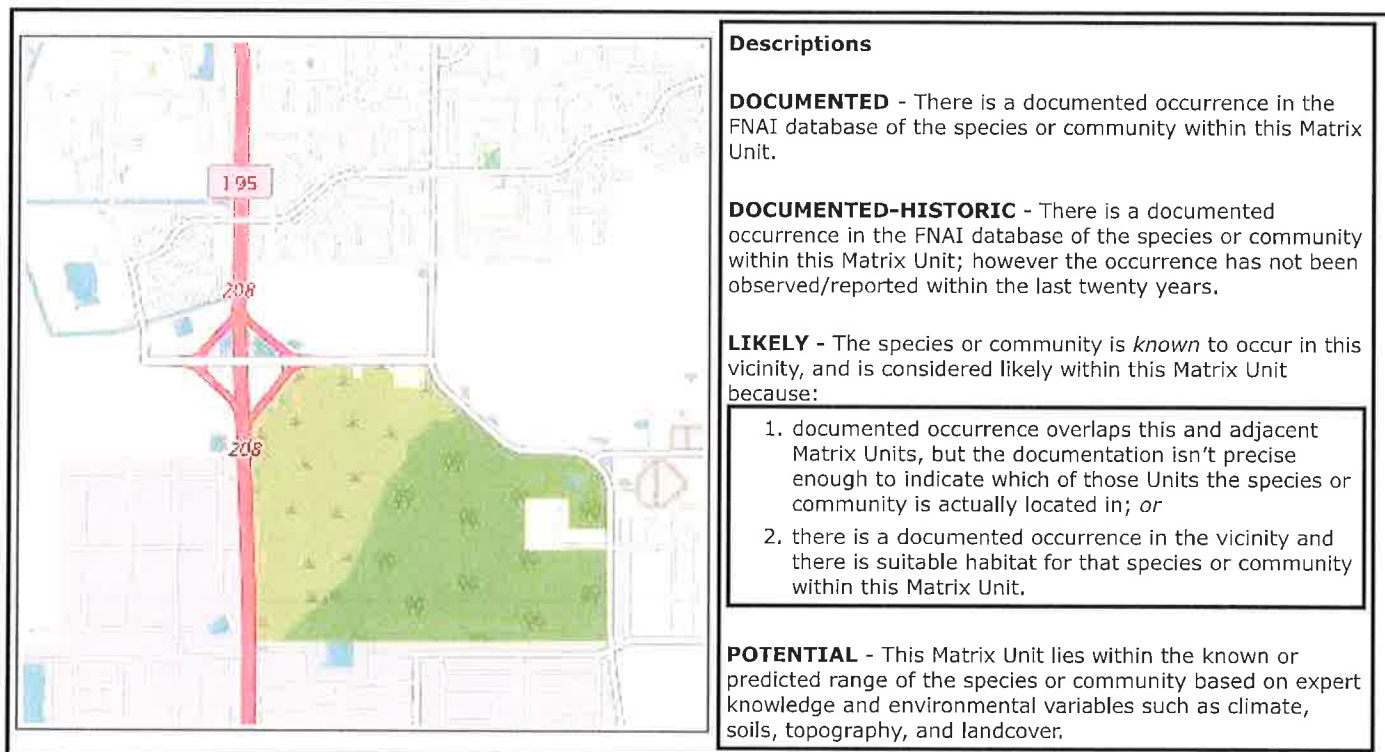 I 95
208
208
Descriptions
DOCUMENTED - There is a documented occurrence in the
FNAI database of the species or community within this Matrix
Unit.
DOCUMENTED-HISTORIC - There is a documented
occurrence in the FNAI database of the species or community
within this Matrix Unit; however the occurrence has not been
observed/reported within the last twenty years.
LIKELY - The species or community is known to occur in this
vicinity, and is considered likely within this Matrix Unit
because:
1. documented occurrence overlaps this and adjacent
Matrix Units, but the documentation isn't precise
enough to indicate which of those Units the species or
community is actually located in; or
2. there is a documented occurrence in the vicinity and
there is suitable habitat for that species or community
within this Matrix Unit.
POTENTIAL - This Matrix Unit lies within the known or
predicted range of the species or community based on expert
knowledge and environmental variables such as climate,
soils, topography, and landcover.